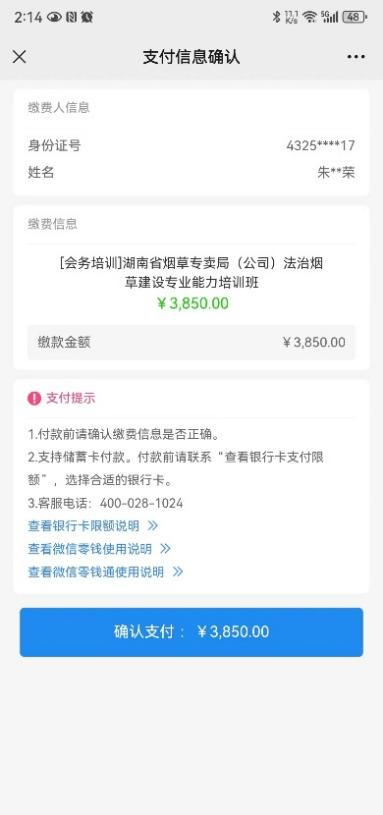 2:14 11.1 K/s 5G 48
支付信息确认
缴费人信息
身份证号 4325****17
姓名 朱**荣
缴费信息
[会务培训]湖南省烟草专卖局（公司）法治烟
草建设专业能力培训班
￥3,850.00
缴款金额 ￥3,850.00
支付提示
1.付款前请确认缴费信息是否正确。
2.支持储蓄卡付款。付款前请联系“查看银行卡支付限
额”，选择合适的银行卡。
3.客服电话：400-028-1024
查看银行卡限额说明 >>
查看微信零钱使用说明 >>
查看微信零钱通使用说明 >>
确认支付 ：￥3,850.00